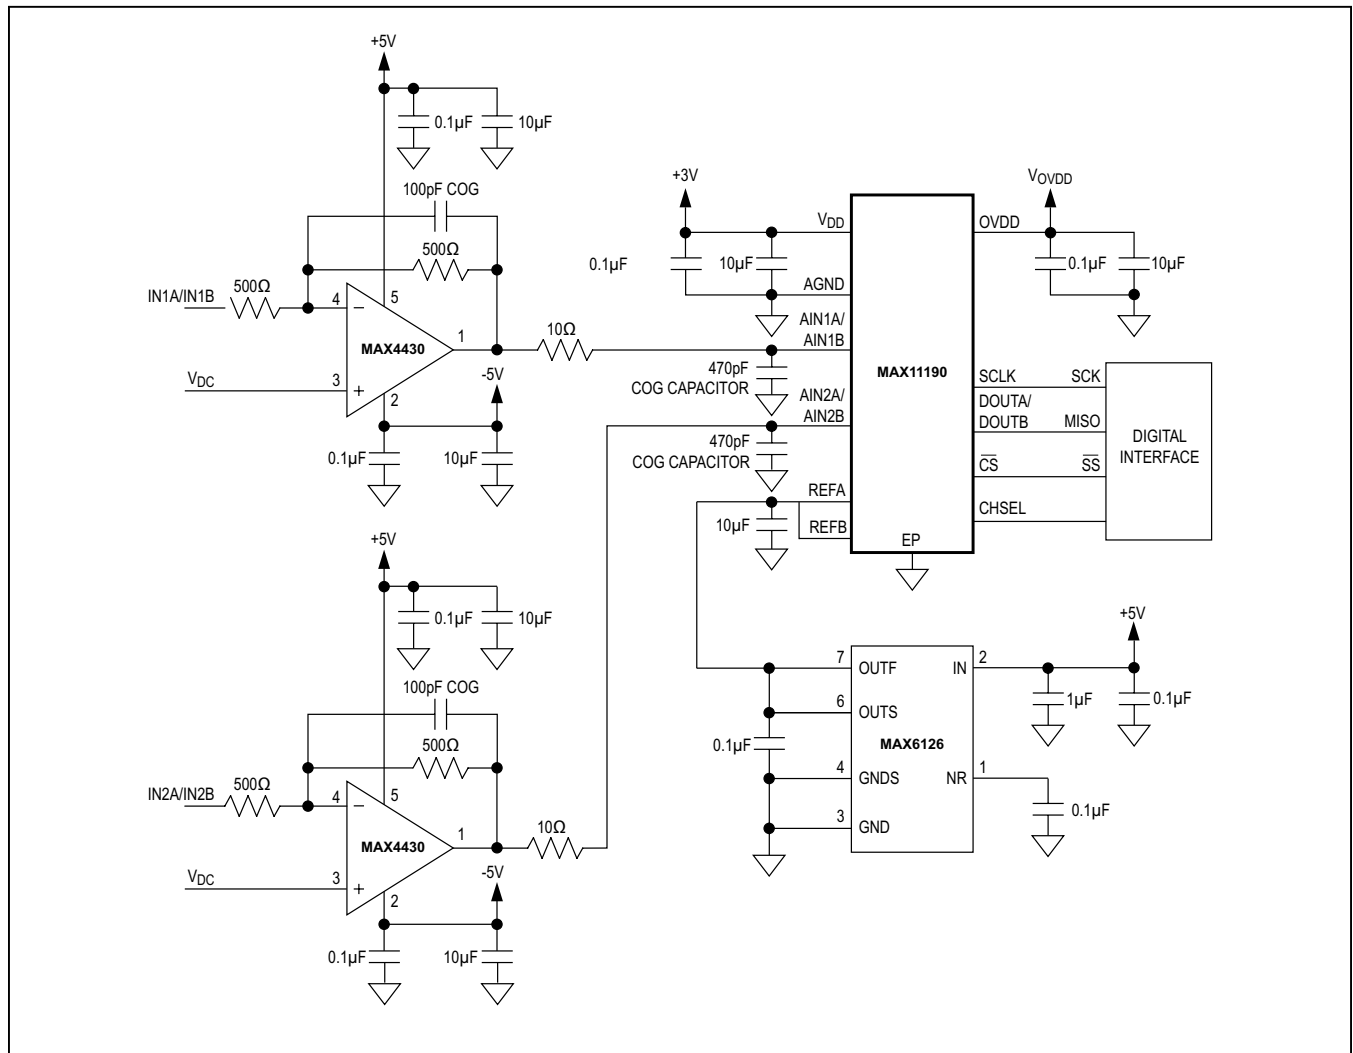 +5V
0.1µF
10µF
100pF COG
500Ω
IN1A/IN1B
500Ω
4
−
5
MAX4430
1
10Ω
VDC
3
+
2
-5V
0.1µF
10µF
+3V
VDD
0.1µF
10µF
AGND
AIN1A/
AIN1B
470pF
COG CAPACITOR
AIN2A/
AIN2B
470pF
COG CAPACITOR
REFA
10µF
REFB
MAX11190
EP
VOVDD
OVDD
0.1µF
10µF
SCLK
SCK
DOUTA/
DOUTB
MISO
CS
SS
CHSEL
DIGITAL
INTERFACE
+5V
0.1µF
10µF
100pF COG
500Ω
IN2A/IN2B
500Ω
4
−
5
MAX4430
1
10Ω
VDC
3
+
2
-5V
0.1µF
10µF
+5V
7
OUTF
IN
2
1µF
0.1µF
6
OUTS
MAX6126
0.1µF
4
GNDS
NR
1
0.1µF
3
GND